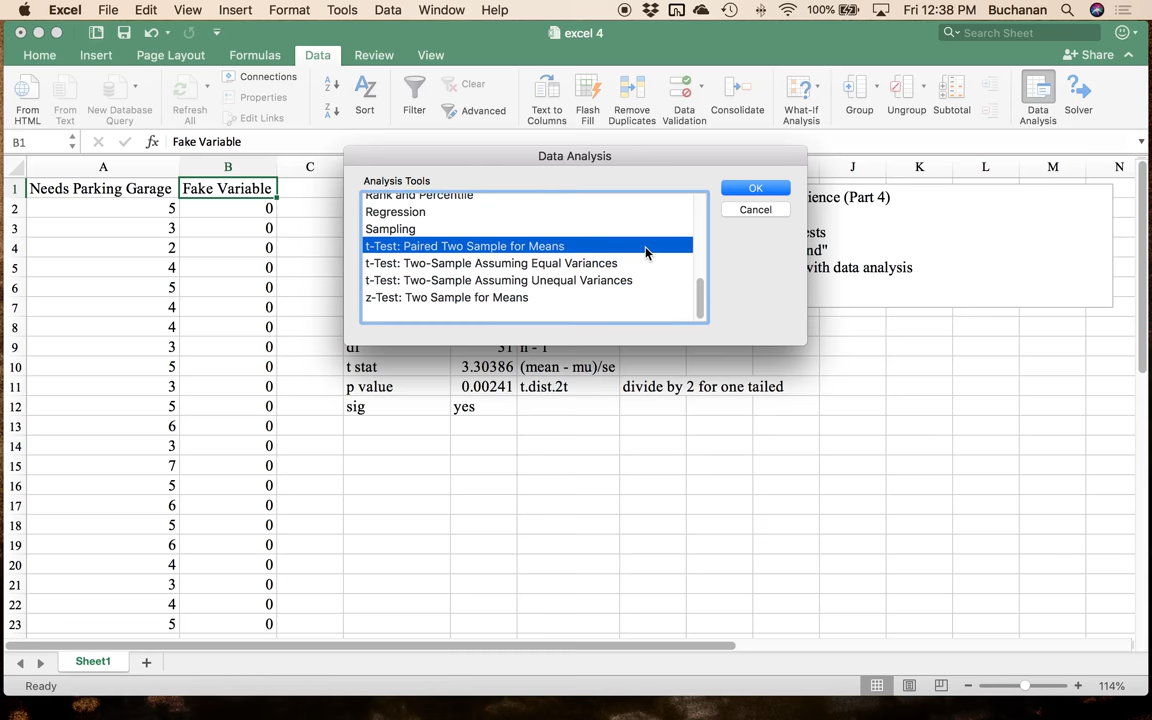 Excel File Edit View Insert Format Tools Data Window Help 100% Fri 12:38 PM Buchanan
excel 4 Search Sheet
Home Insert Page Layout Formulas Data Review View Share
From HTML From Text New Database Query Refresh All Connections Properties Edit Links Sort Filter Clear Advanced Text to Columns Flash Fill Remove Duplicates Data Validation Consolidate What-If Analysis Group Ungroup Subtotal Data Analysis Solver
B1 fx Fake Variable
Data Analysis
A B C J K L M N
Analysis Tools
Rank and Percentile
Regression
Sampling
t-Test: Paired Two Sample for Means
t-Test: Two-Sample Assuming Equal Variances
t-Test: Two-Sample Assuming Unequal Variances
z-Test: Two Sample for Means
OK
Cancel
ience (Part 4)
sts
nd"
with data analysis
1 Needs Parking Garage Fake Variable
2 5 0
3 3 0
4 2 0
5 4 0
6 5 0
7 4 0
8 4 0
9 3 0 df 31 n - 1
10 5 0 t stat 3.30386 (mean - mu)/se
11 3 0 p value 0.00241 t.dist.2t divide by 2 for one tailed
12 5 0 sig yes
13 6 0
14 3 0
15 7 0
16 5 0
17 6 0
18 5 0
19 6 0
20 4 0
21 3 0
22 4 0
23 5 0
Sheet1
Ready 114%